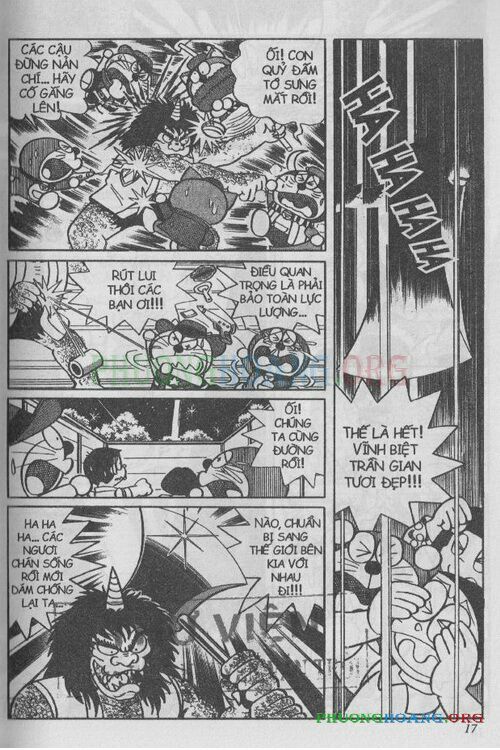 CÁC CẬU
ĐỪNG NẢN
CHÍ... HÃY
CỐ GẮNG
LÊN!
ỐI! CON
QUỶ ĐẤM
TỚ SƯNG
MẮT RỒI!
RÚT LUI
THÔI CÁC
BẠN ƠI!!!
ĐIỀU QUAN
TRỌNG LÀ PHẢI
BẢO TOÀN LỰC
LƯỢNG...
PHUONGHOANG.ORG
ỐI!
CHÚNG
TA CÙNG
ĐƯỜNG
RỒI!
HA HA
HA... CÁC
NGƯƠI
CHÁN SỐNG
RỒI MỚI
DÁM CHỐNG
LẠI TA...
NÀO, CHUẨN
BỊ SANG
THẾ GIỚI BÊN
KIA VỚI
NHAU
ĐI!!!
HA HA HA HA
THẾ LÀ HẾT!
VĨNH BIỆT
TRẦN GIAN
TƯƠI ĐẸP!!!
PHUONGHOANG.ORG
17